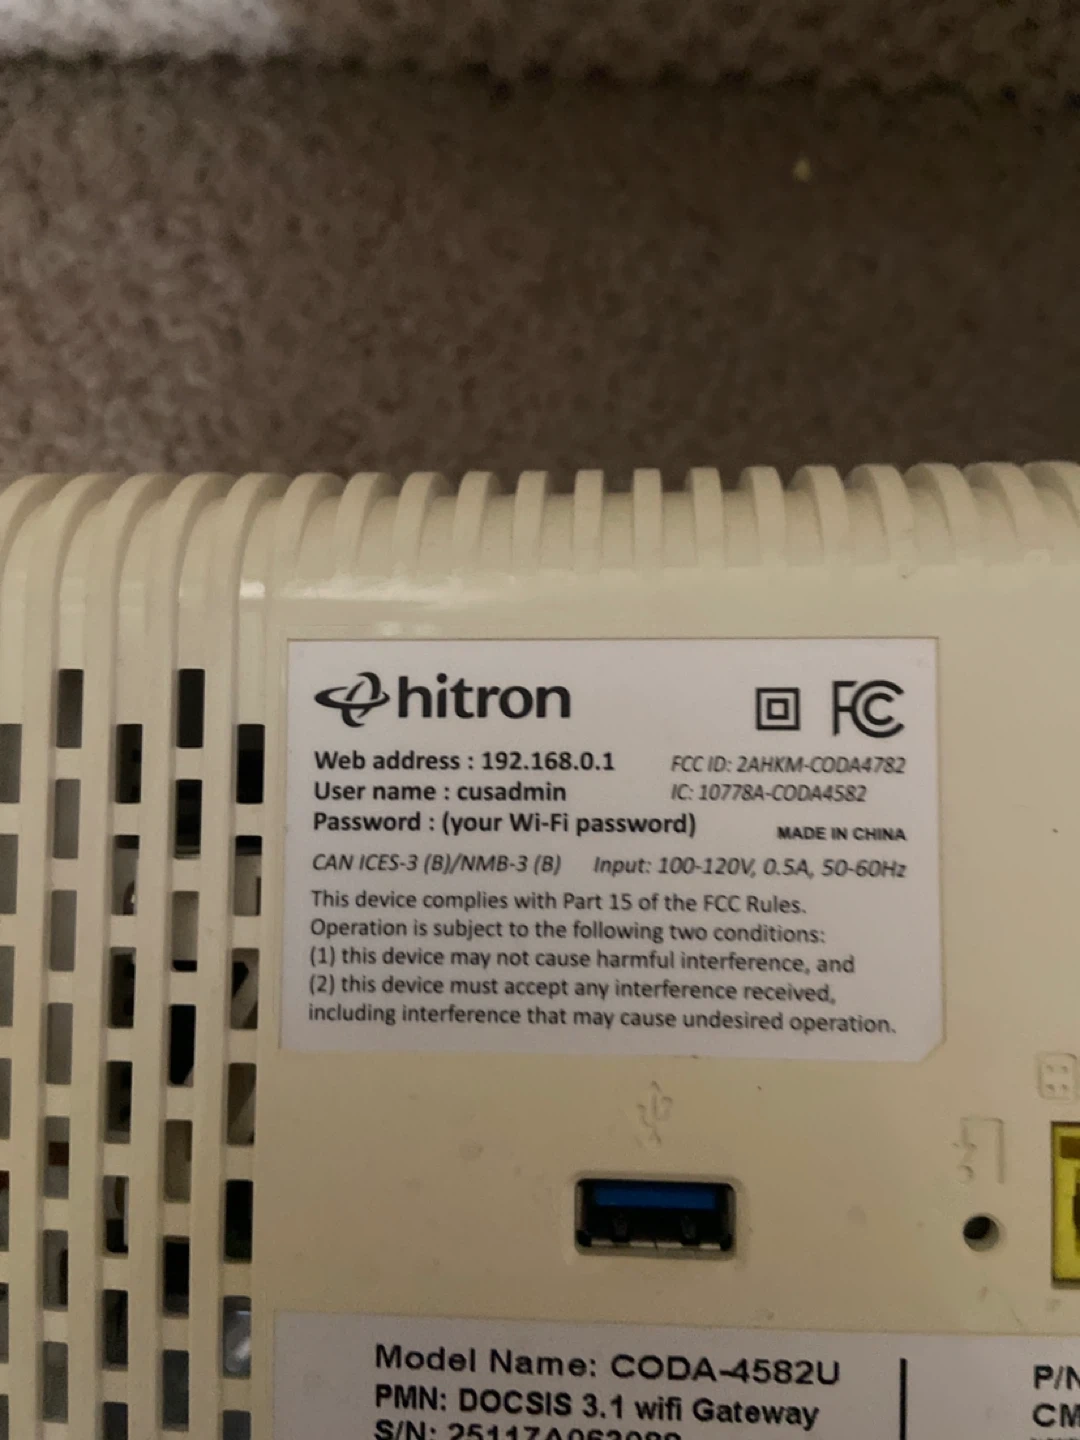 hitron
FC
Web address : 192.168.0.1
FCC ID: 2AHKM-CODA4782
User name : cusadmin
IC: 10778A-CODA4582
Password : (your Wi-Fi password)
MADE IN CHINA
CAN ICES-3 (B)/NMB-3 (B) Input: 100-120V, 0.5A, 50-60Hz
This device complies with Part 15 of the FCC Rules.
Operation is subject to the following two conditions:
(1) this device may not cause harmful interference, and
(2) this device must accept any interference received,
including interference that may cause undesired operation.
Model Name: CODA-4582U
P/N
PMN: DOCSIS 3.1 wifi Gateway
CM
S/N: